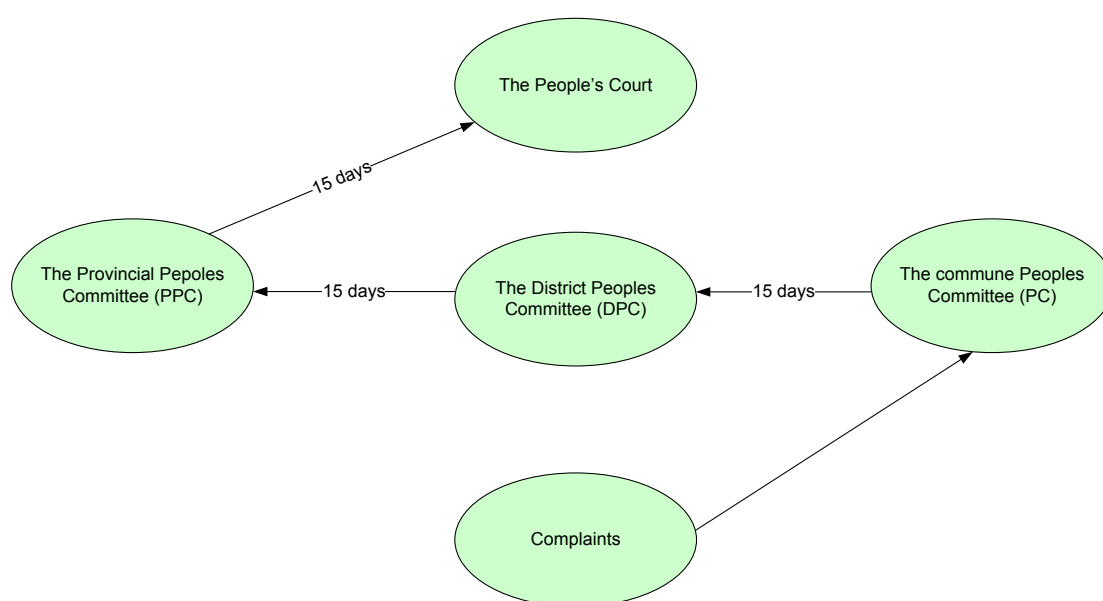 The People’s Court
15 days
The Provincial Pepoles
Committee (PPC)
15 days
The District Peoples
Committee (DPC)
15 days
The commune Peoples
Committee (PC)
Complaints